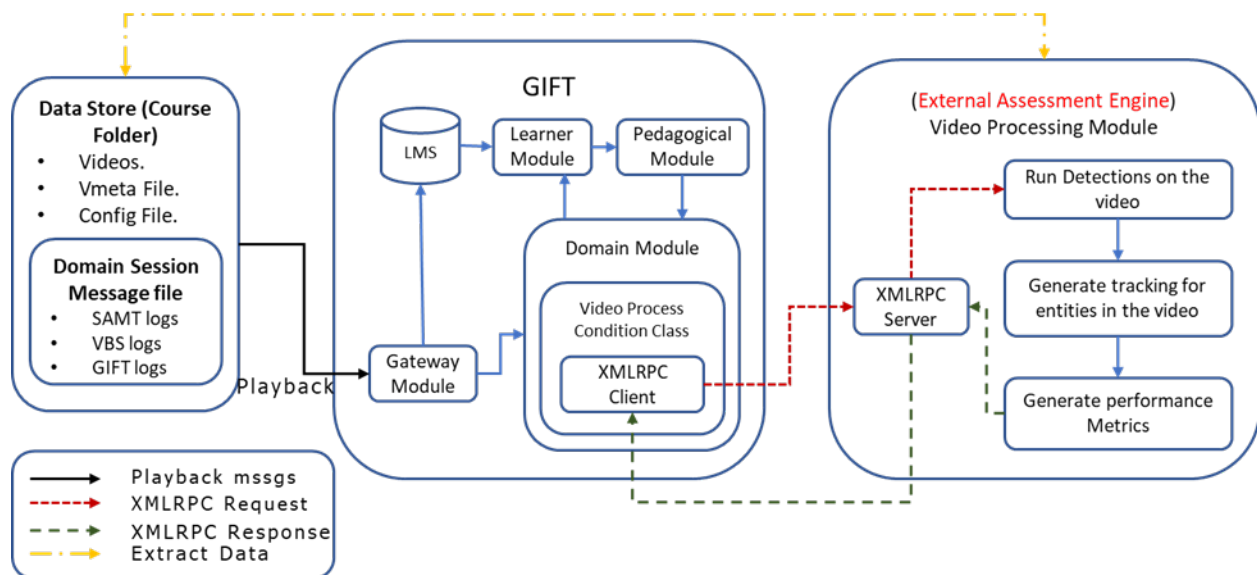 Data Store (Course
Folder)
• Videos.
• Vmeta File.
• Config File.
Domain Session
Message file
• SAMT logs
• VBS logs
• GIFT logs
Playback
GIFT
LMS
Learner
Module
Pedagogical
Module
Domain Module
Video Process
Condition Class
XMLRPC
Client
Gateway
Module
(External Assessment Engine)
Video Processing Module
Run Detections on the
video
XMLRPC
Server
Generate tracking for
entities in the video
Generate performance
Metrics
Playback mssgs
XMLRPC Request
XMLRPC Response
Extract Data